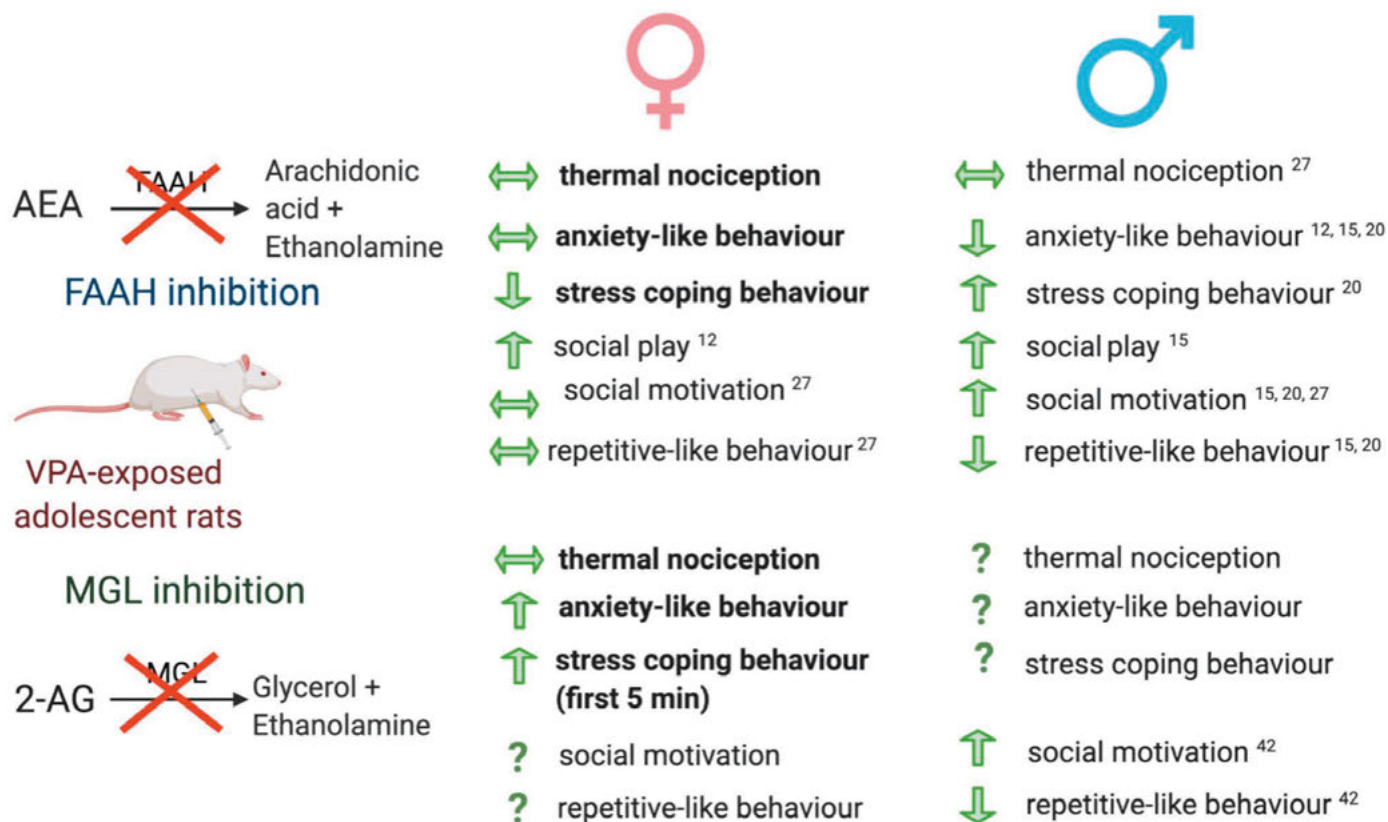 AEA
FAAH
Arachidonic
acid +
Ethanolamine
FAAH inhibition
VPA-exposed
adolescent rats
MGL inhibition
2-AG
MGL
Glycerol +
Ethanolamine
thermal nociception
anxiety-like behaviour
stress coping behaviour
social play 12
social motivation 27
repetitive-like behaviour 27
thermal nociception
anxiety-like behaviour
stress coping behaviour
(first 5 min)
? social motivation
? repetitive-like behaviour
thermal nociception 27
anxiety-like behaviour 12, 15, 20
stress coping behaviour 20
social play 15
social motivation 15, 20, 27
repetitive-like behaviour 15, 20
? thermal nociception
? anxiety-like behaviour
? stress coping behaviour
social motivation 42
repetitive-like behaviour 42